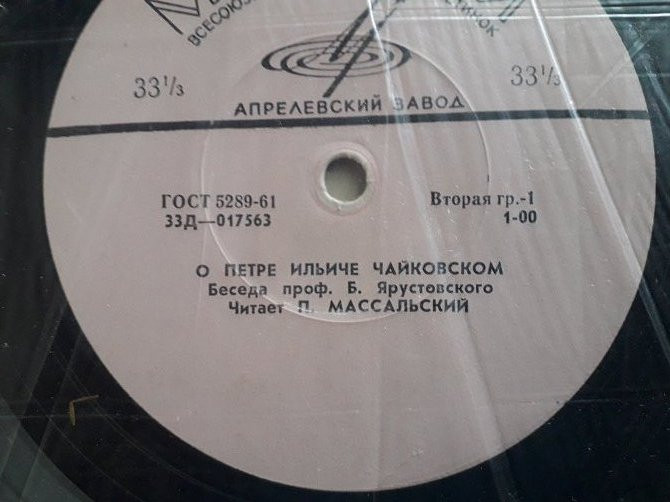 33⅓ 33⅓
АПРЕЛЕВСКИЙ ЗАВОД
ГОСТ 5289-61 Вторая гр.-1
33Д—017563 1-00
О ПЕТРЕ ИЛЬИЧЕ ЧАЙКОВСКОМ
Беседа проф. Б. Ярустовского
Читает П. МАССАЛЬСКИЙ